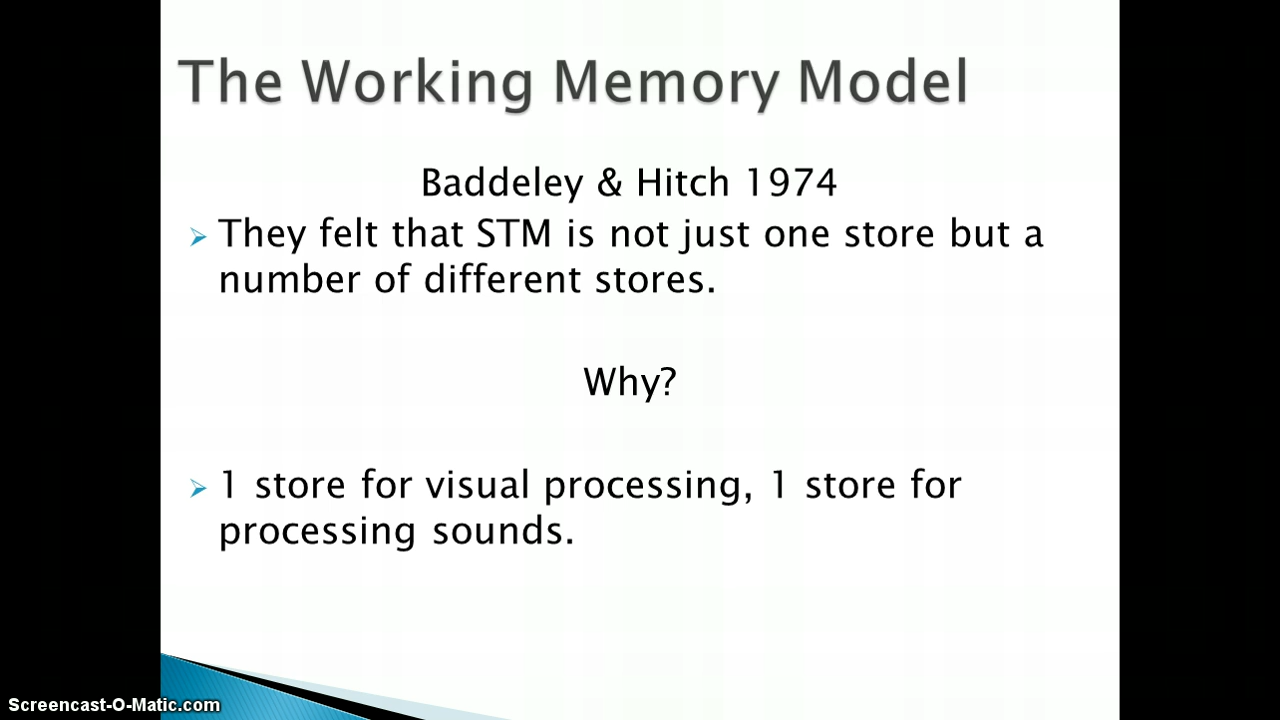 The Working Memory Model
Baddeley & Hitch 1974
They felt that STM is not just one store but a
number of different stores.
Why?
1 store for visual processing, 1 store for
processing sounds.
Screencast-O-Matic.com